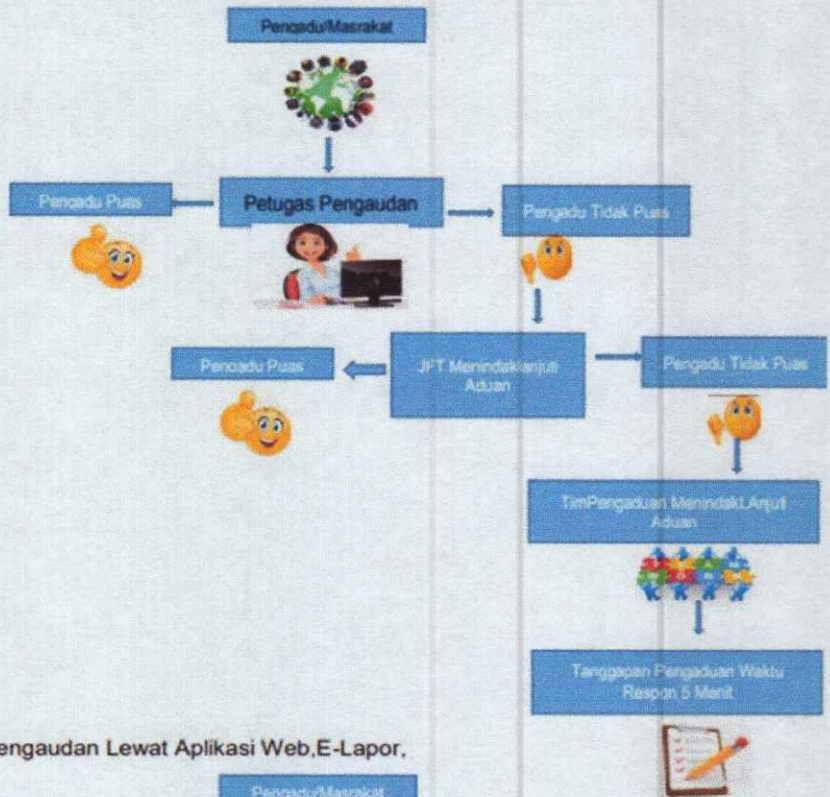 Pengadu/Masrakat
Pengadu Puas
Petugas Pengaudan
Pengadu Tidak Puas
Pengadu Puas
JFT Menindaklanjuti
Aduan
Pengadu Tidak Puas
TimPengaduan MenindakLAnjuti
Aduan
Tanggapan Pengaduan Waktu
Respon 5 Menit
engaudan Lewat Aplikasi Web,E-Lapor,
Pengadu/Masrakat